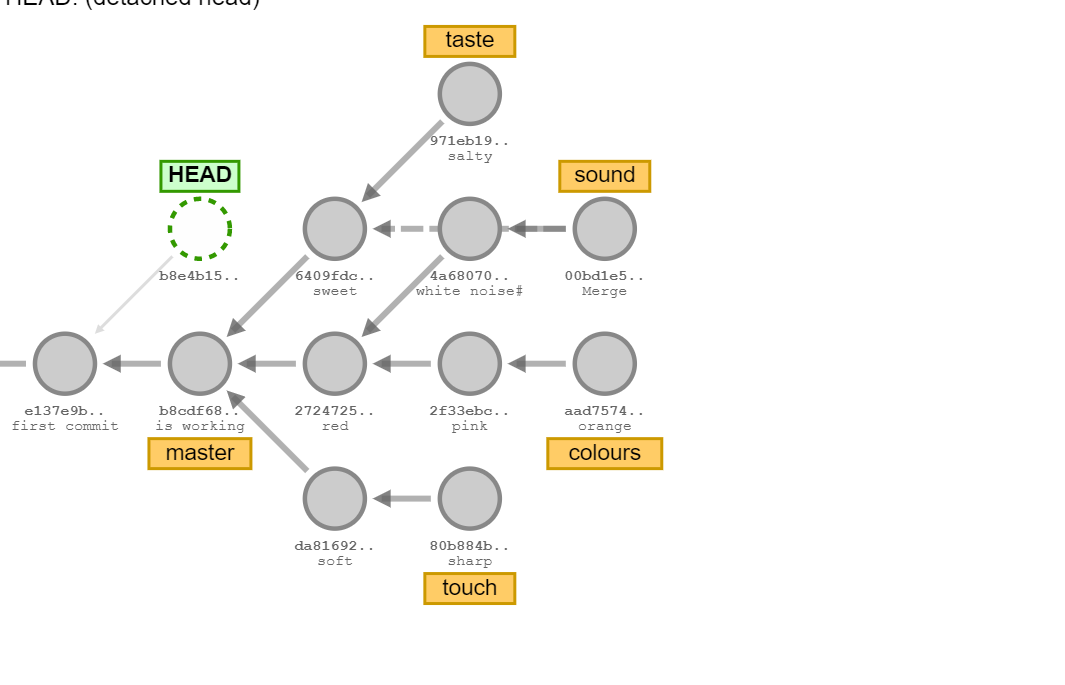 HEAD: (detached head)
taste
971eb19..
salty
HEAD
sound
b8e4b15..
6409fdc..
sweet
4a68070..
white noise#
00bd1e5..
Merge
e137e9b..
first commit
b8cdf68..
is working
master
2724725..
red
2f33ebc..
pink
aad7574..
orange
colours
da81692..
soft
80b884b..
sharp
touch